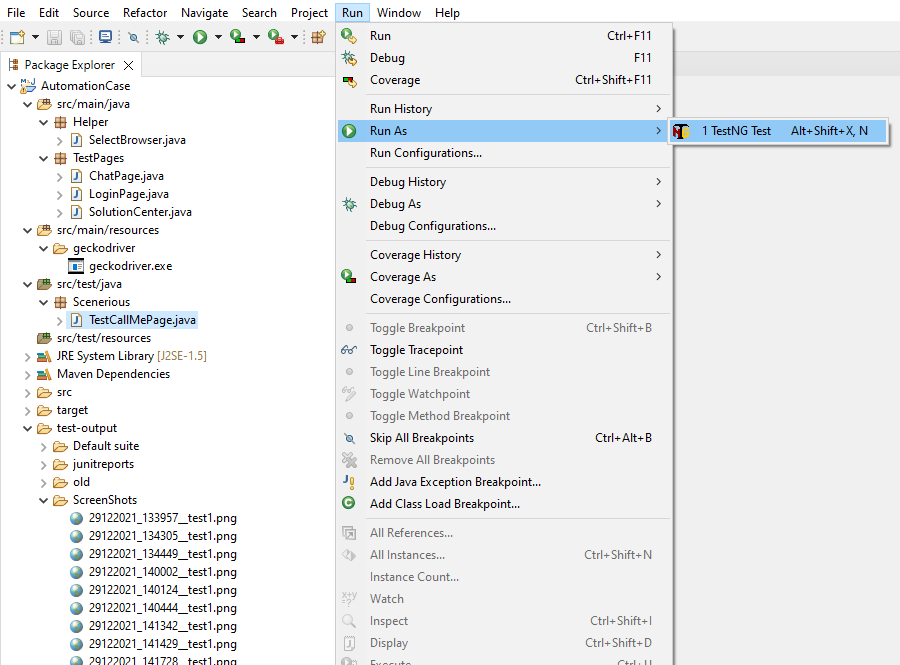 File Edit Source Refactor Navigate Search Project Run Window Help
Package Explorer
AutomationCase
src/main/java
Helper
SelectBrowser.java
TestPages
ChatPage.java
LoginPage.java
SolutionCenter.java
src/main/resources
geckodriver
geckodriver.exe
src/test/java
Scenerious
TestCallMePage.java
src/test/resources
JRE System Library [J2SE-1.5]
Maven Dependencies
src
target
test-output
Default suite
junitreports
old
ScreenShots
29122021_133957__test1.png
29122021_134305__test1.png
29122021_134449__test1.png
29122021_140002__test1.png
29122021_140124__test1.png
29122021_140444__test1.png
29122021_141342__test1.png
29122021_141429__test1.png
29122021_141728__test1.png
Run Ctrl+F11
Debug F11
Coverage Ctrl+Shift+F11
Run History
Run As
Run Configurations...
Debug History
Debug As
Debug Configurations...
Coverage History
Coverage As
Coverage Configurations...
Toggle Breakpoint Ctrl+Shift+B
Toggle Tracepoint
Toggle Line Breakpoint
Toggle Watchpoint
Toggle Method Breakpoint
Skip All Breakpoints Ctrl+Alt+B
Remove All Breakpoints
Add Java Exception Breakpoint...
Add Class Load Breakpoint...
All References...
All Instances... Ctrl+Shift+N
Instance Count...
Watch
Inspect Ctrl+Shift+I
Display Ctrl+Shift+D
Execute Ctrl+U
1 TestNG Test Alt+Shift+X, N